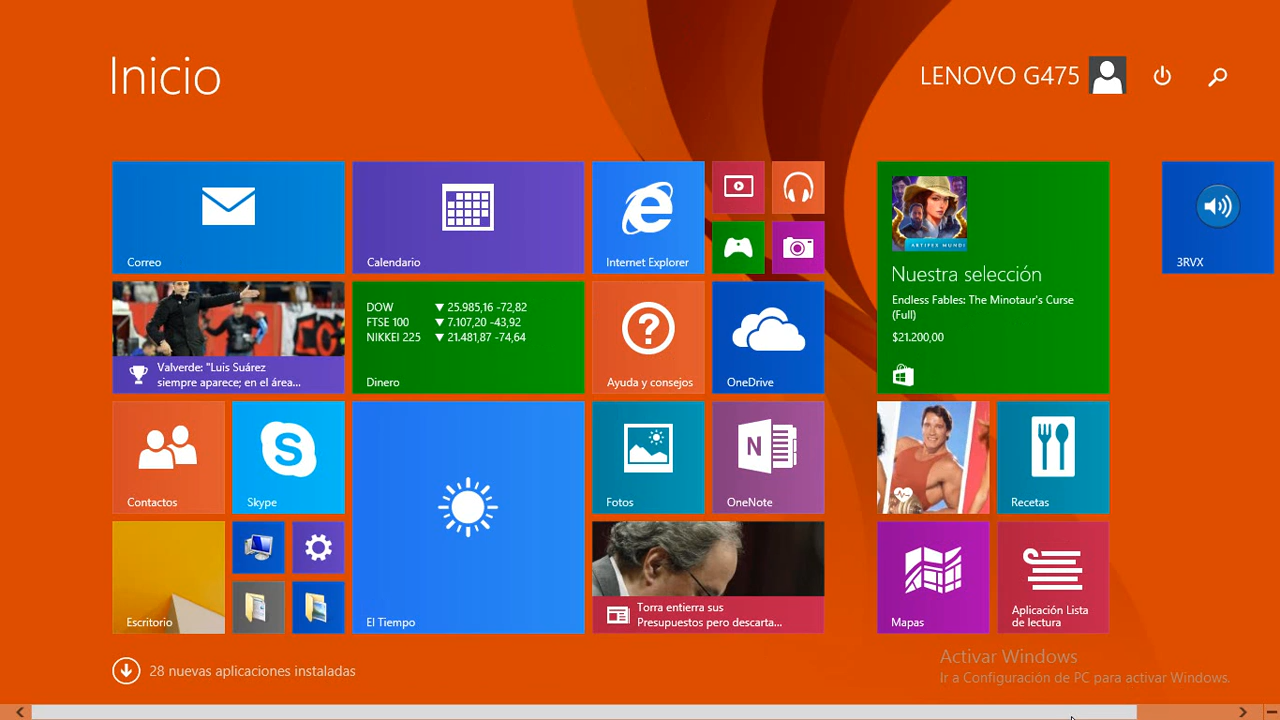 Inicio
LENOVO G475
Correo
Calendario
Internet Explorer
ARTIFEX MUNDI
Nuestra selección
Endless Fables: The Minotaur's Curse
(Full)
$21.200,00
3RVX
Valverde: "Luis Suárez
siempre aparece; en el área...
DOW ▼ 25.985,16 -72,82
FTSE 100 ▼ 7.107,20 -43,92
NIKKEI 225 ▼ 21.481,87 -74,64
Dinero
Ayuda y consejos
OneDrive
Contactos
Skype
El Tiempo
Fotos
OneNote
Recetas
Escritorio
Torra entierra sus
Presupuestos pero descarta...
Mapas
Aplicación Lista
de lectura
28 nuevas aplicaciones instaladas
Activar Windows
Ir a Configuración de PC para activar Windows.